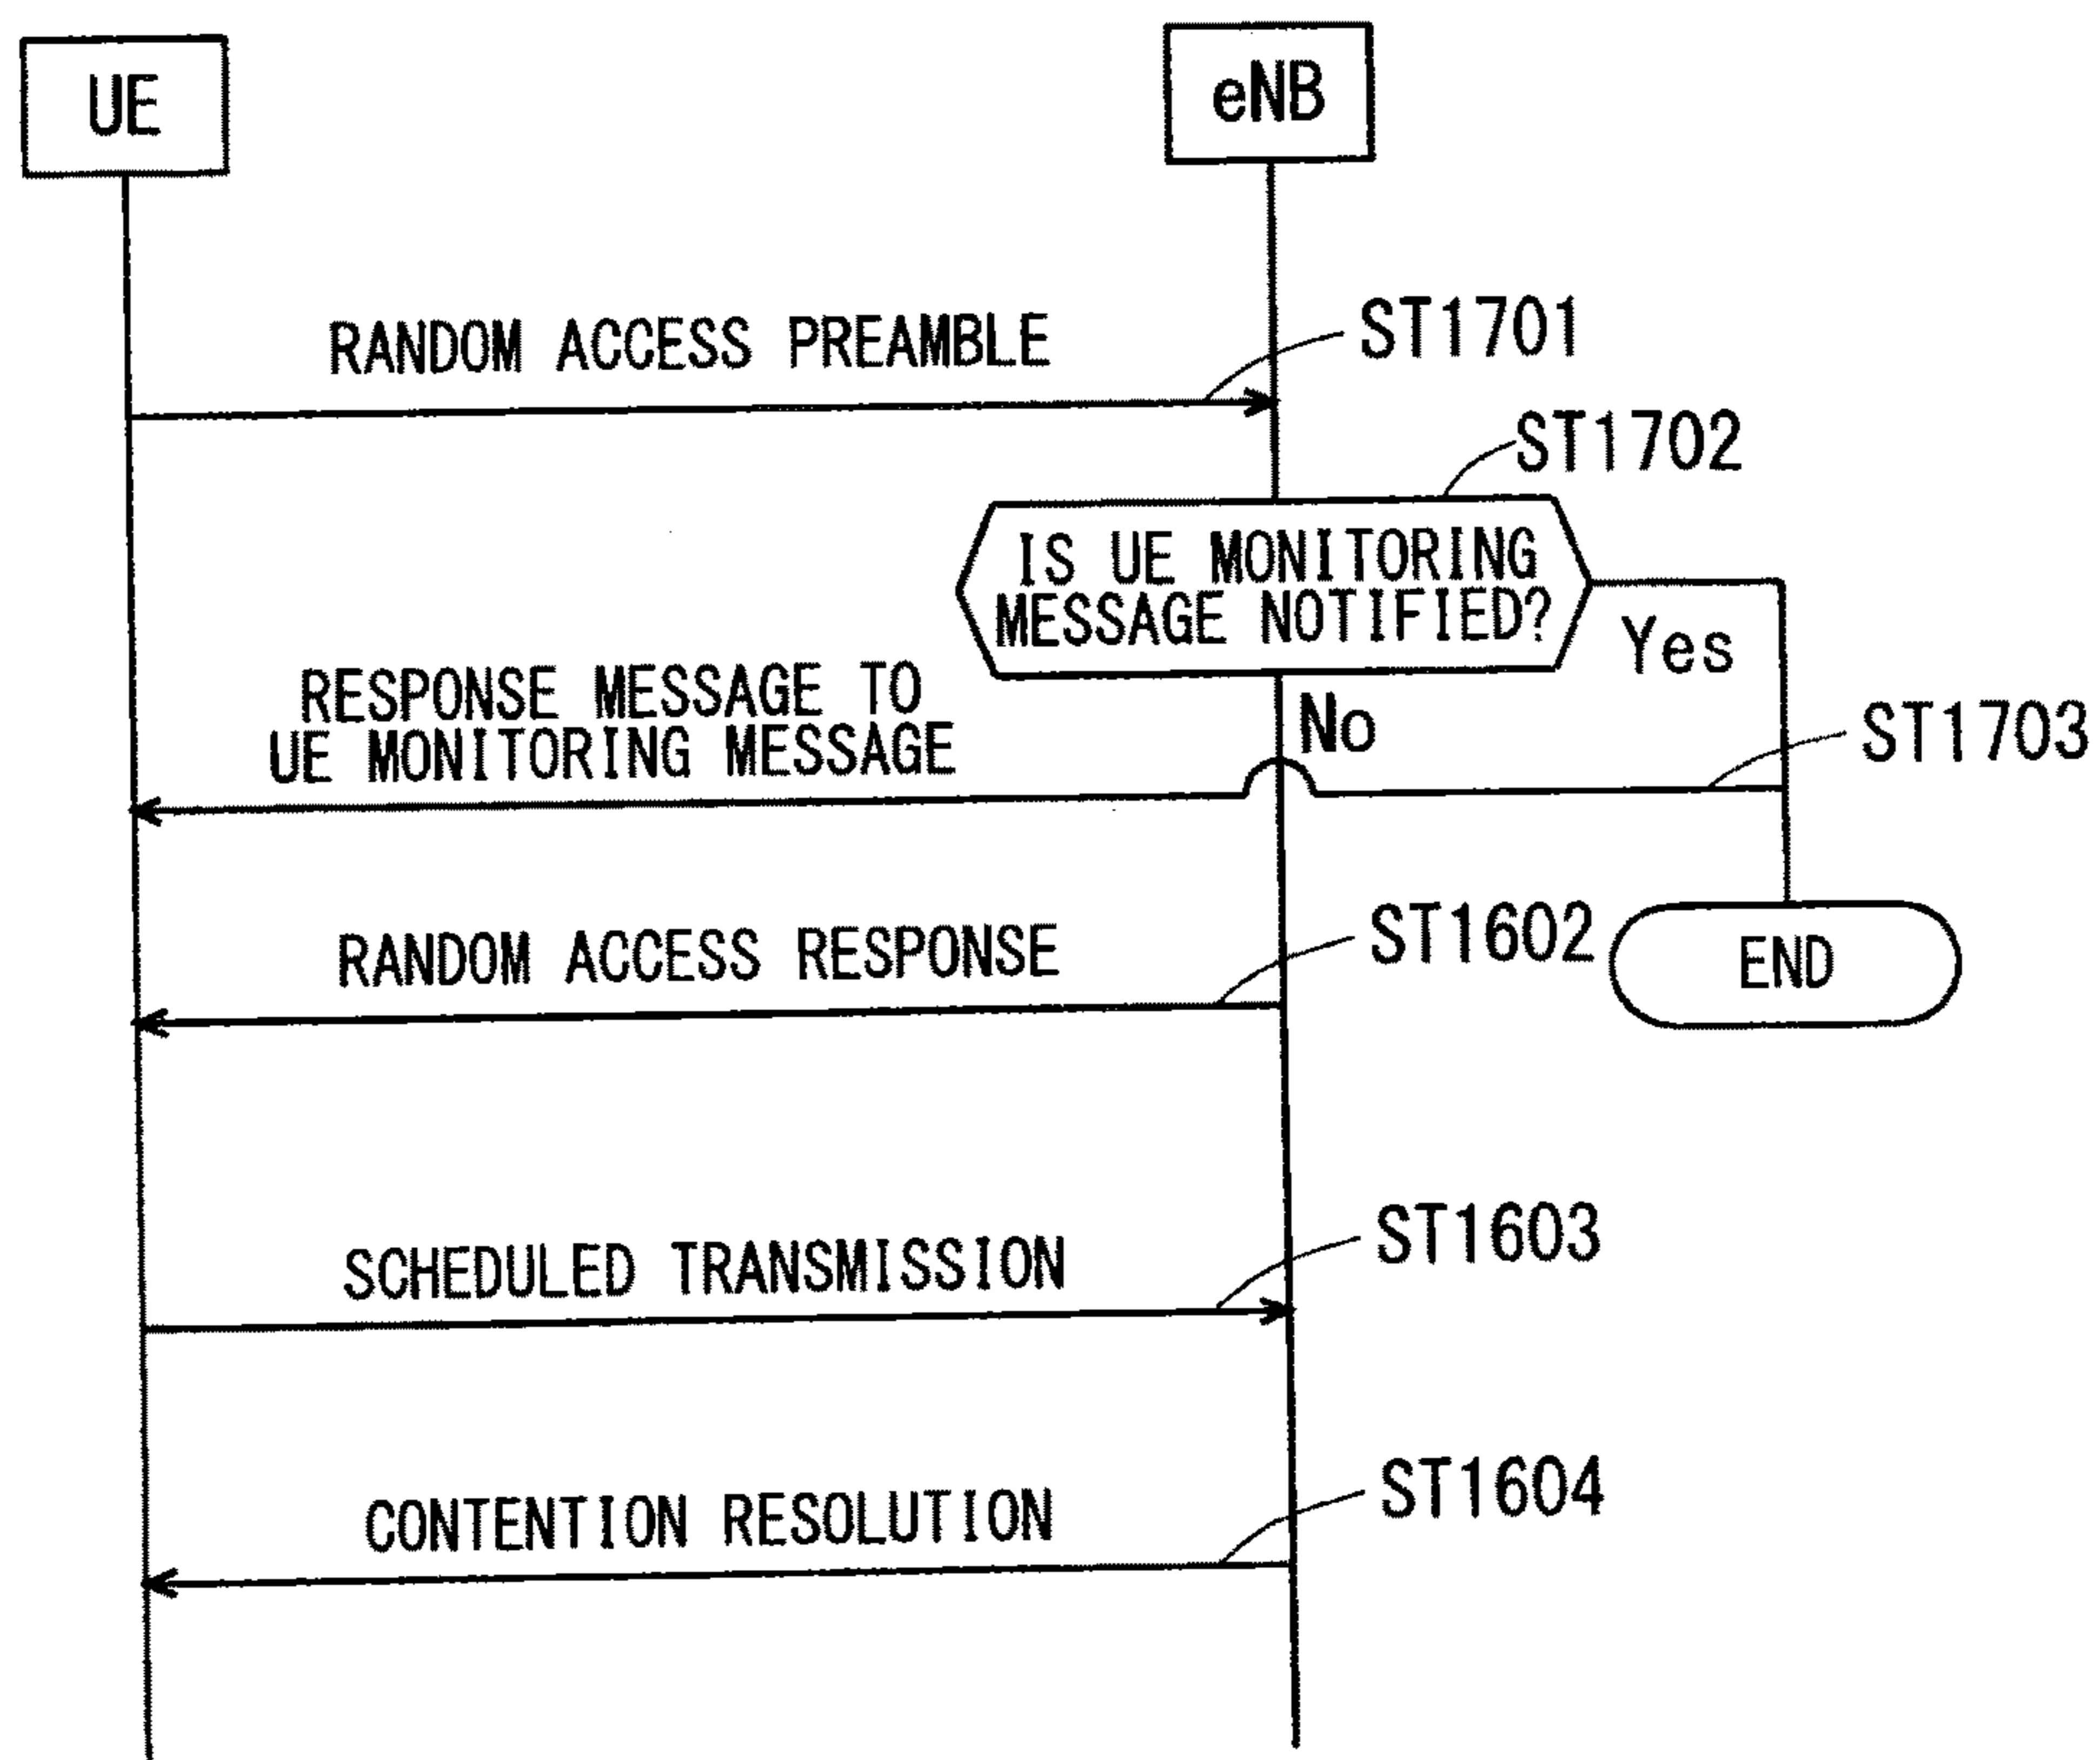 UE
eNB
RANDOM ACCESS PREAMBLE
ST1701
ST1702
IS UE MONITORING
MESSAGE NOTIFIED?
Yes
No
RESPONSE MESSAGE TO
UE MONITORING MESSAGE
ST1703
RANDOM ACCESS RESPONSE
ST1602
END
SCHEDULED TRANSMISSION
ST1603
CONTENTION RESOLUTION
ST1604